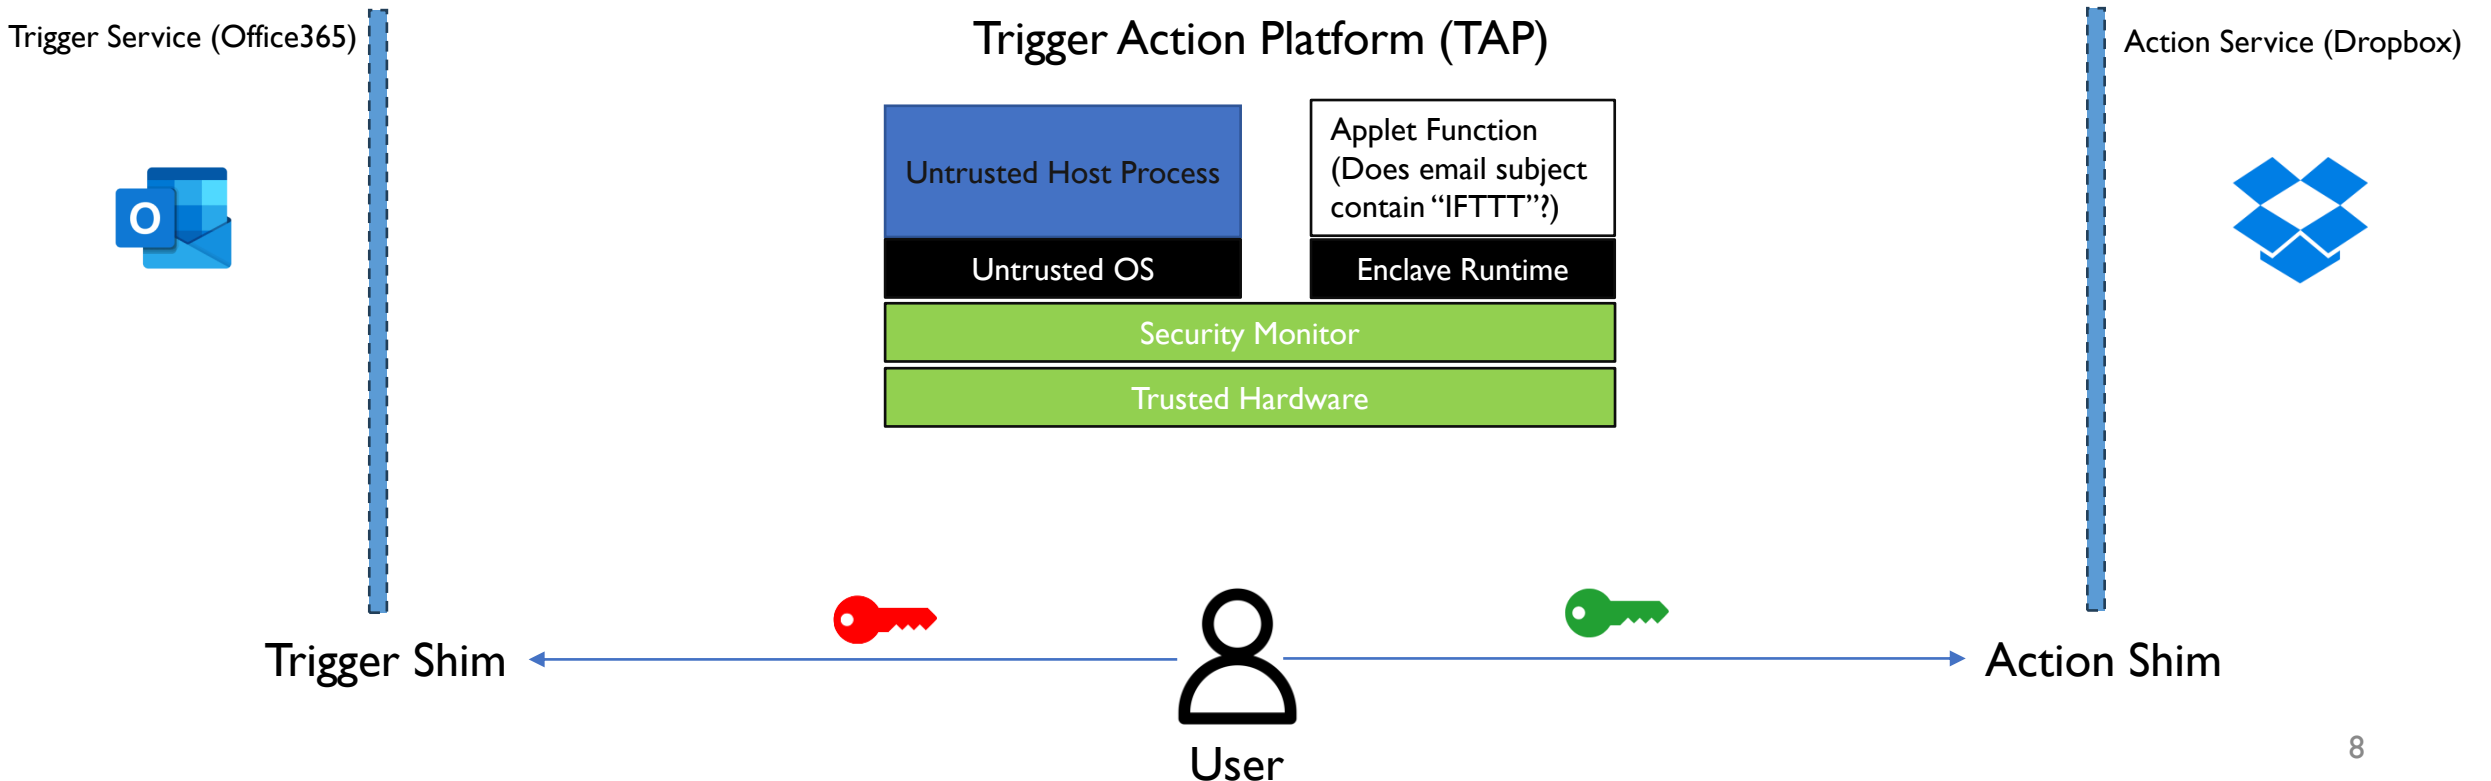 Trigger Service (Office365)
Trigger Action Platform (TAP)
Action Service (Dropbox)
Untrusted Host Process
Applet Function
(Does email subject
contain “IFTTT”?)
O
Untrusted OS
Enclave Runtime
Security Monitor
Trusted Hardware
Trigger Shim
Action Shim
User
8